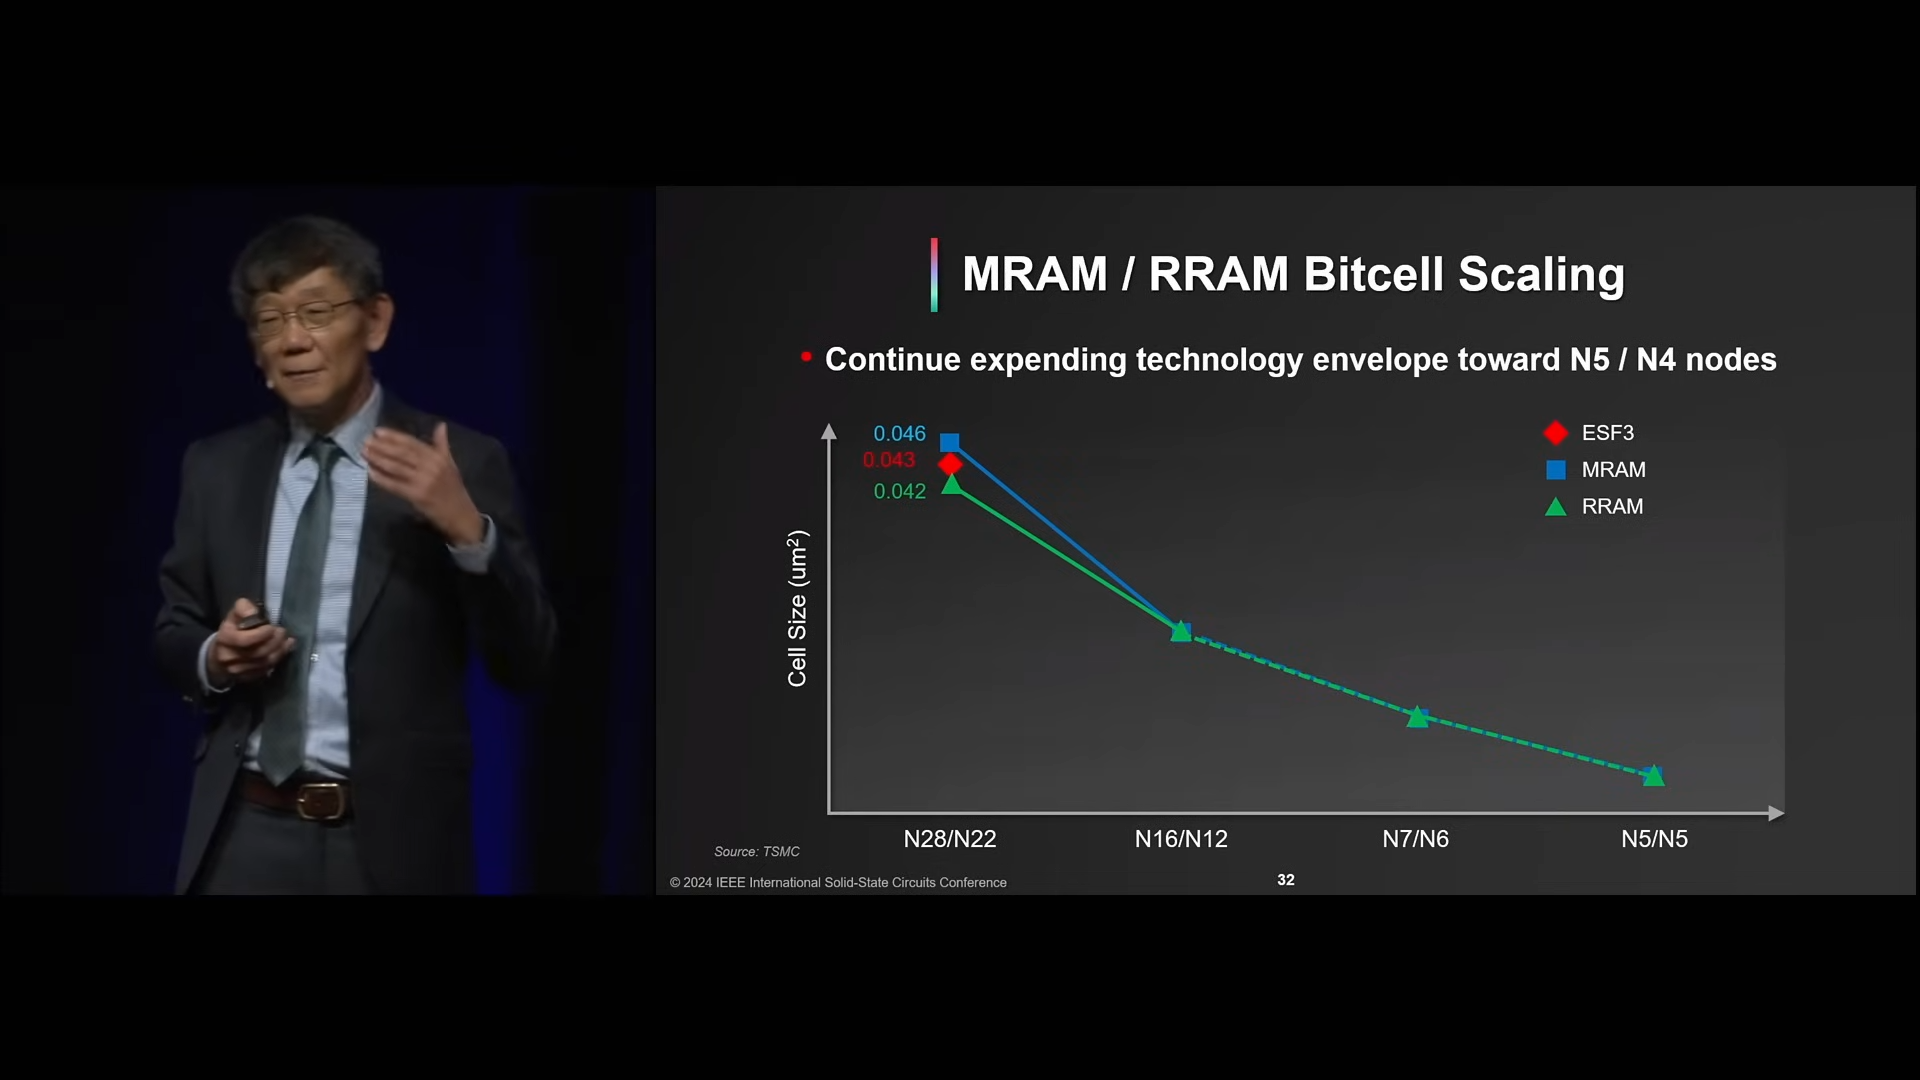 MRAM / RRAM Bitcell Scaling
• Continue expending technology envelope toward N5 / N4 nodes
0.046
0.043
0.042
ESF3
MRAM
RRAM
Cell Size (um²)
N28/N22
N16/N12
N7/N6
N5/N5
Source: TSMC
© 2024 IEEE International Solid-State Circuits Conference
32